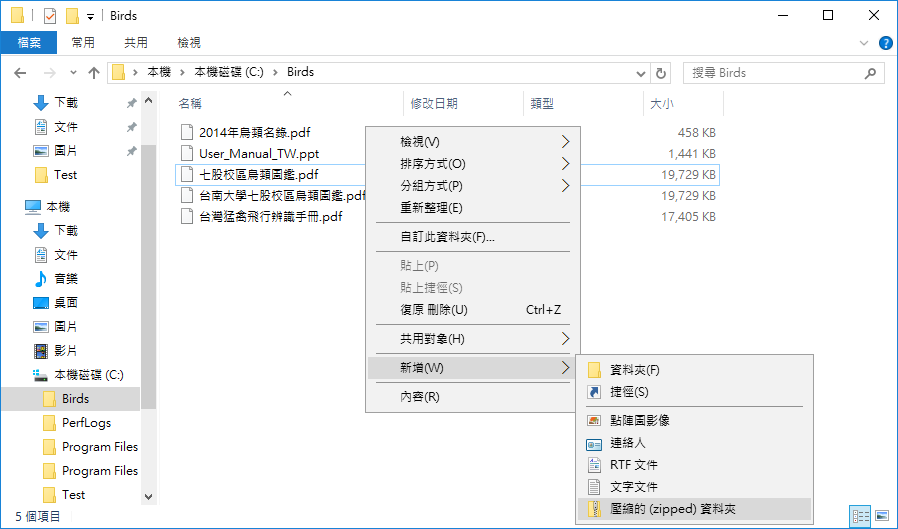 Birds
檔案 常用 共用 檢視
本機 本機磁碟 (C:) Birds 搜尋 Birds
下載
文件
圖片
Test
本機
下載
文件
音樂
桌面
圖片
影片
本機磁碟 (C:)
Birds
PerfLogs
Program Files
Program Files
Test
名稱 修改日期 類型 大小
2014年鳥類名錄.pdf 458 KB
User_Manual_TW.ppt 1,441 KB
七股校區鳥類圖鑑.pdf 19,729 KB
台南大學七股校區鳥類圖鑑.pdf 19,729 KB
台灣猛禽飛行辨識手冊.pdf 17,405 KB
檢視(V)
排序方式(O)
分組方式(P)
重新整理(E)
自訂此資料夾(F)...
貼上(P)
貼上捷徑(S)
復原 刪除(U) Ctrl+Z
共用對象(H)
新增(W)
內容(R)
資料夾(F)
捷徑(S)
點陣圖影像
連絡人
RTF 文件
文字文件
壓縮的 (zipped) 資料夾
5 個項目